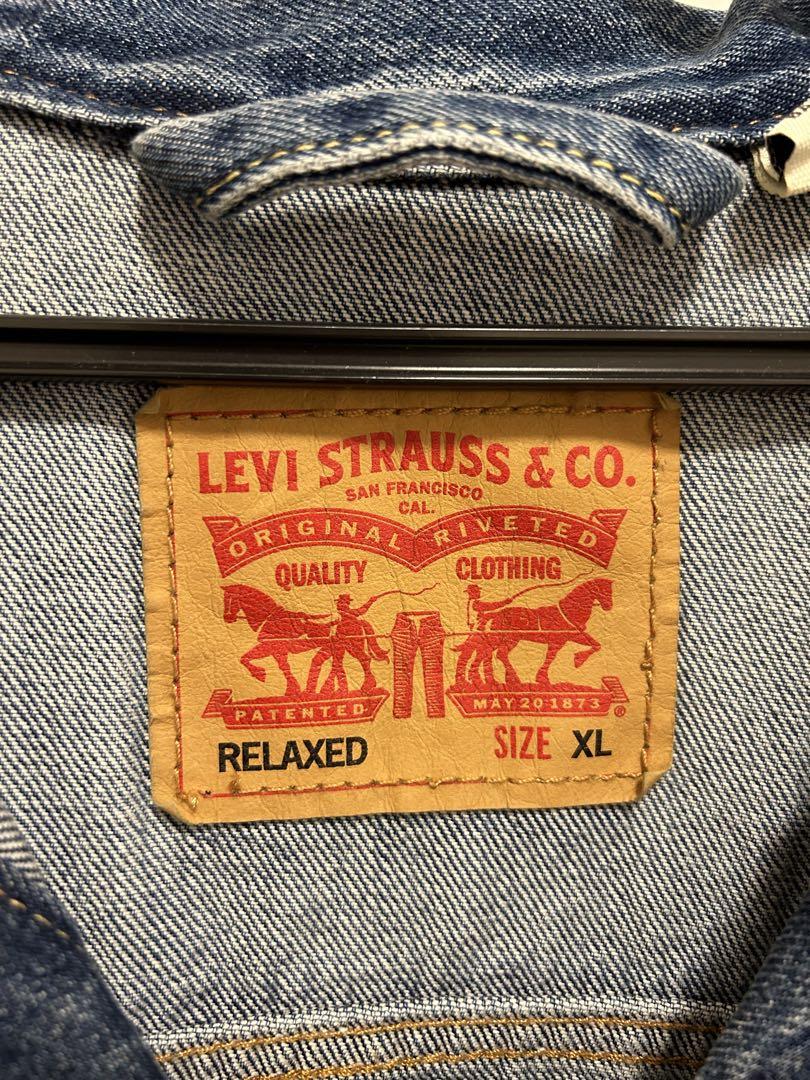 LEVI STRAUSS & CO.
SAN FRANCISCO
CAL.
ORIGINAL RIVETED
QUALITY CLOTHING
PATENTED MAY 20 1873 ®
RELAXED SIZE XL